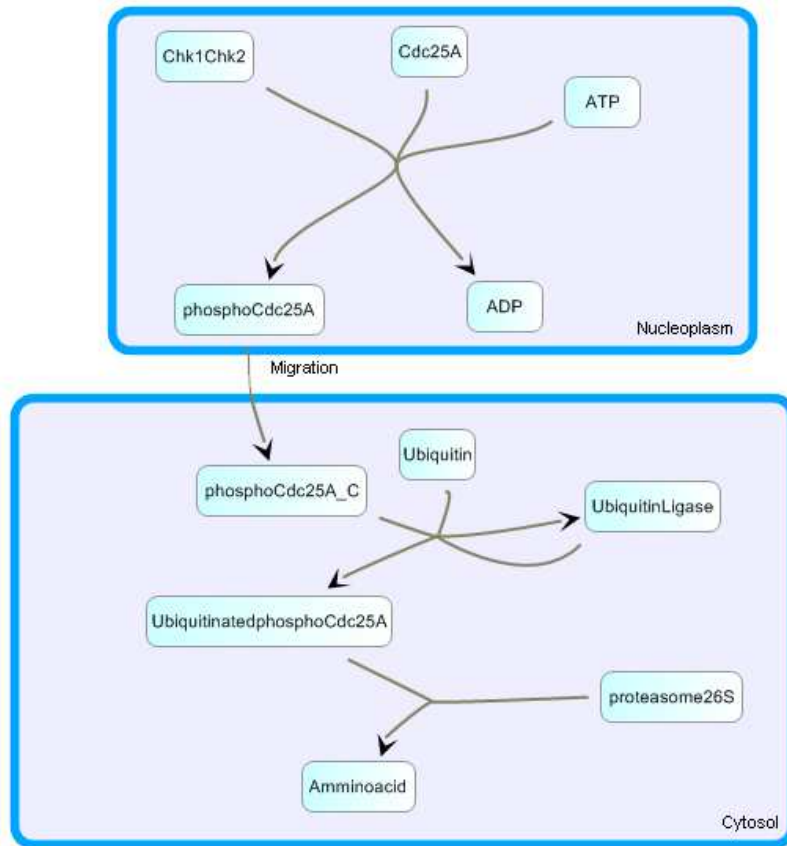 Chk1Chk2
Cdc25A
ATP
phosphoCdc25A
ADP
Nucleoplasm
Migration
Ubiquitin
phosphoCdc25A_C
UbiquitinLigase
UbiquitinatedphosphoCdc25A
proteasome26S
Amminoacid
Cytosol